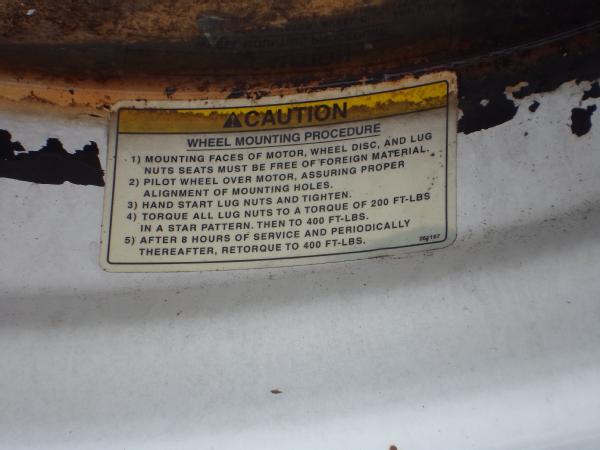 CAUTION
WHEEL MOUNTING PROCEDURE
1) MOUNTING FACES OF MOTOR, WHEEL DISC, AND LUG
NUTS SEATS MUST BE FREE OF FOREIGN MATERIAL.
2) PILOT WHEEL OVER MOTOR, ASSURING PROPER
ALIGNMENT OF MOUNTING HOLES.
3) HAND START LUG NUTS AND TIGHTEN.
4) TORQUE ALL LUG NUTS TO A TORQUE OF 200 FT-LBS
IN A STAR PATTERN. THEN TO 400 FT-LBS.
5) AFTER 8 HOURS OF SERVICE AND PERIODICALLY
THEREAFTER, RETORQUE TO 400 FT-LBS.